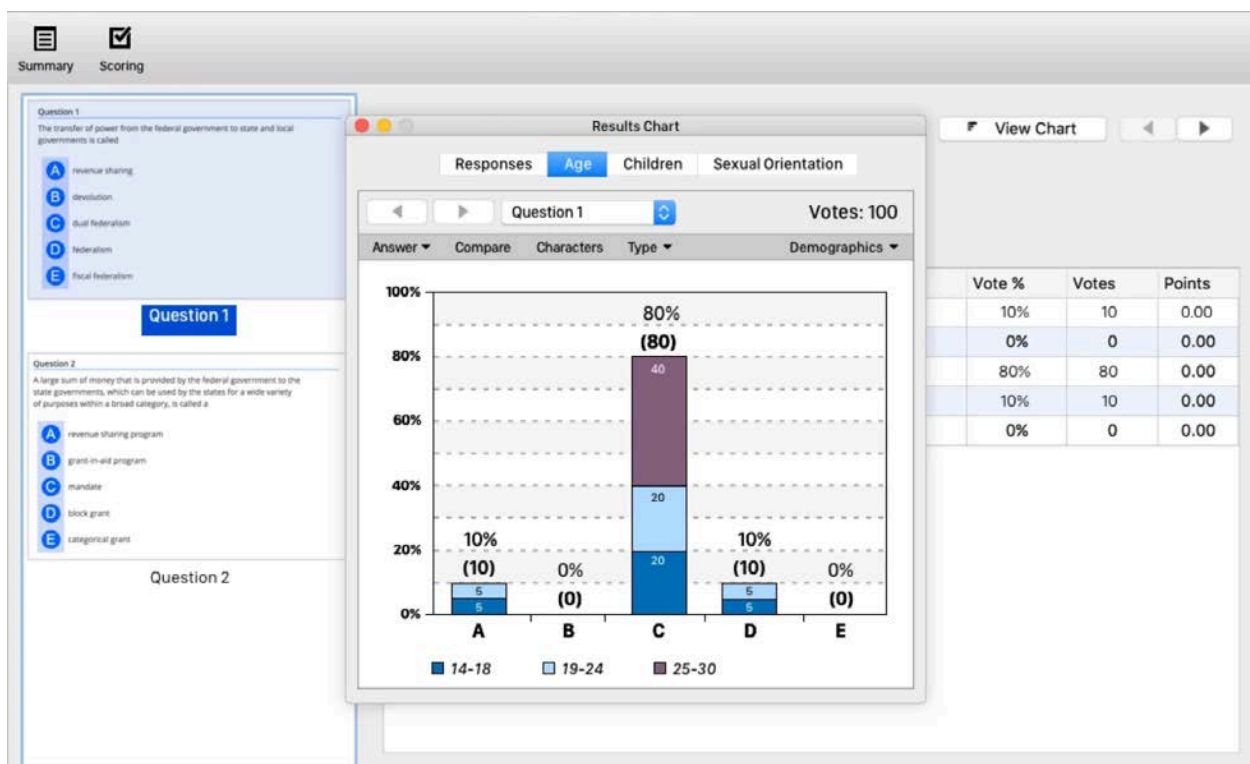 Summary Scoring
Question 1
The transfer of power from the federal government to state and local
governments is called
A revenue sharing
B devolution
C dual federalism
D federalism
E fiscal federalism
Question 1
Question 2
A large sum of money that is provided by the federal government to the
state governments, which can be used by the states for a wide variety
of purposes within a broad category, is called a
A revenue sharing program
B grant-in-aid program
C mandate
D block grant
E categorical grant
Question 2
Results Chart
Responses Age Children Sexual Orientation
Question 1 Votes: 100
Answer Compare Characters Type Demographics
100%
80%
60%
40%
20%
0%
10%
(10)
5
5
0%
(0)
80%
(80)
40
20
20
10%
(10)
5
5
0%
(0)
A B C D E
14-18 19-24 25-30
View Chart
Vote % Votes Points
10% 10 0.00
0% 0 0.00
80% 80 0.00
10% 10 0.00
0% 0 0.00